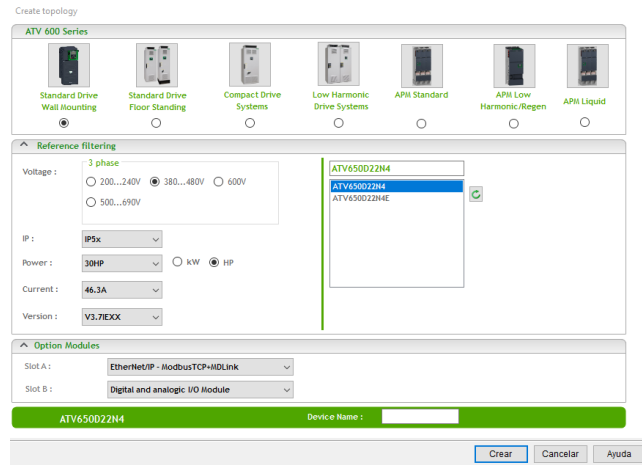 Create topology
ATV 600 Series
Standard Drive
Wall Mounting
Standard Drive
Floor Standing
Compact Drive
Systems
Low Harmonic
Drive Systems
APM Standard
APM Low
Harmonic/Regen
APM Liquid
Reference filtering
Voltage :
3 phase
200...240V
380...480V
600V
500...690V
IP :
IP5x
Power :
30HP
kW
HP
Current :
46.3A
Version :
V3.7IEXX
ATV650D22N4
ATV650D22N4
ATV650D22N4E
Option Modules
Slot A :
EtherNet/IP - ModbusTCP+MDLink
Slot B :
Digital and analogic I/O Module
ATV650D22N4
Device Name :
Crear
Cancelar
Ayuda